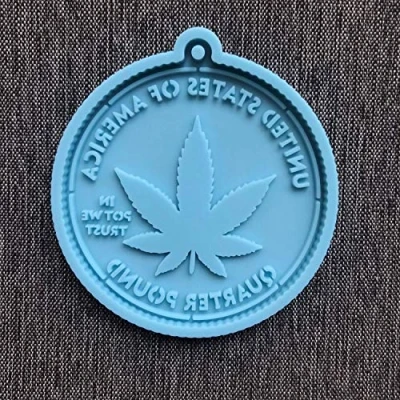 UNITED STATES OF AMERICA
IN
POT WE
TRUST
QUARTER POUND